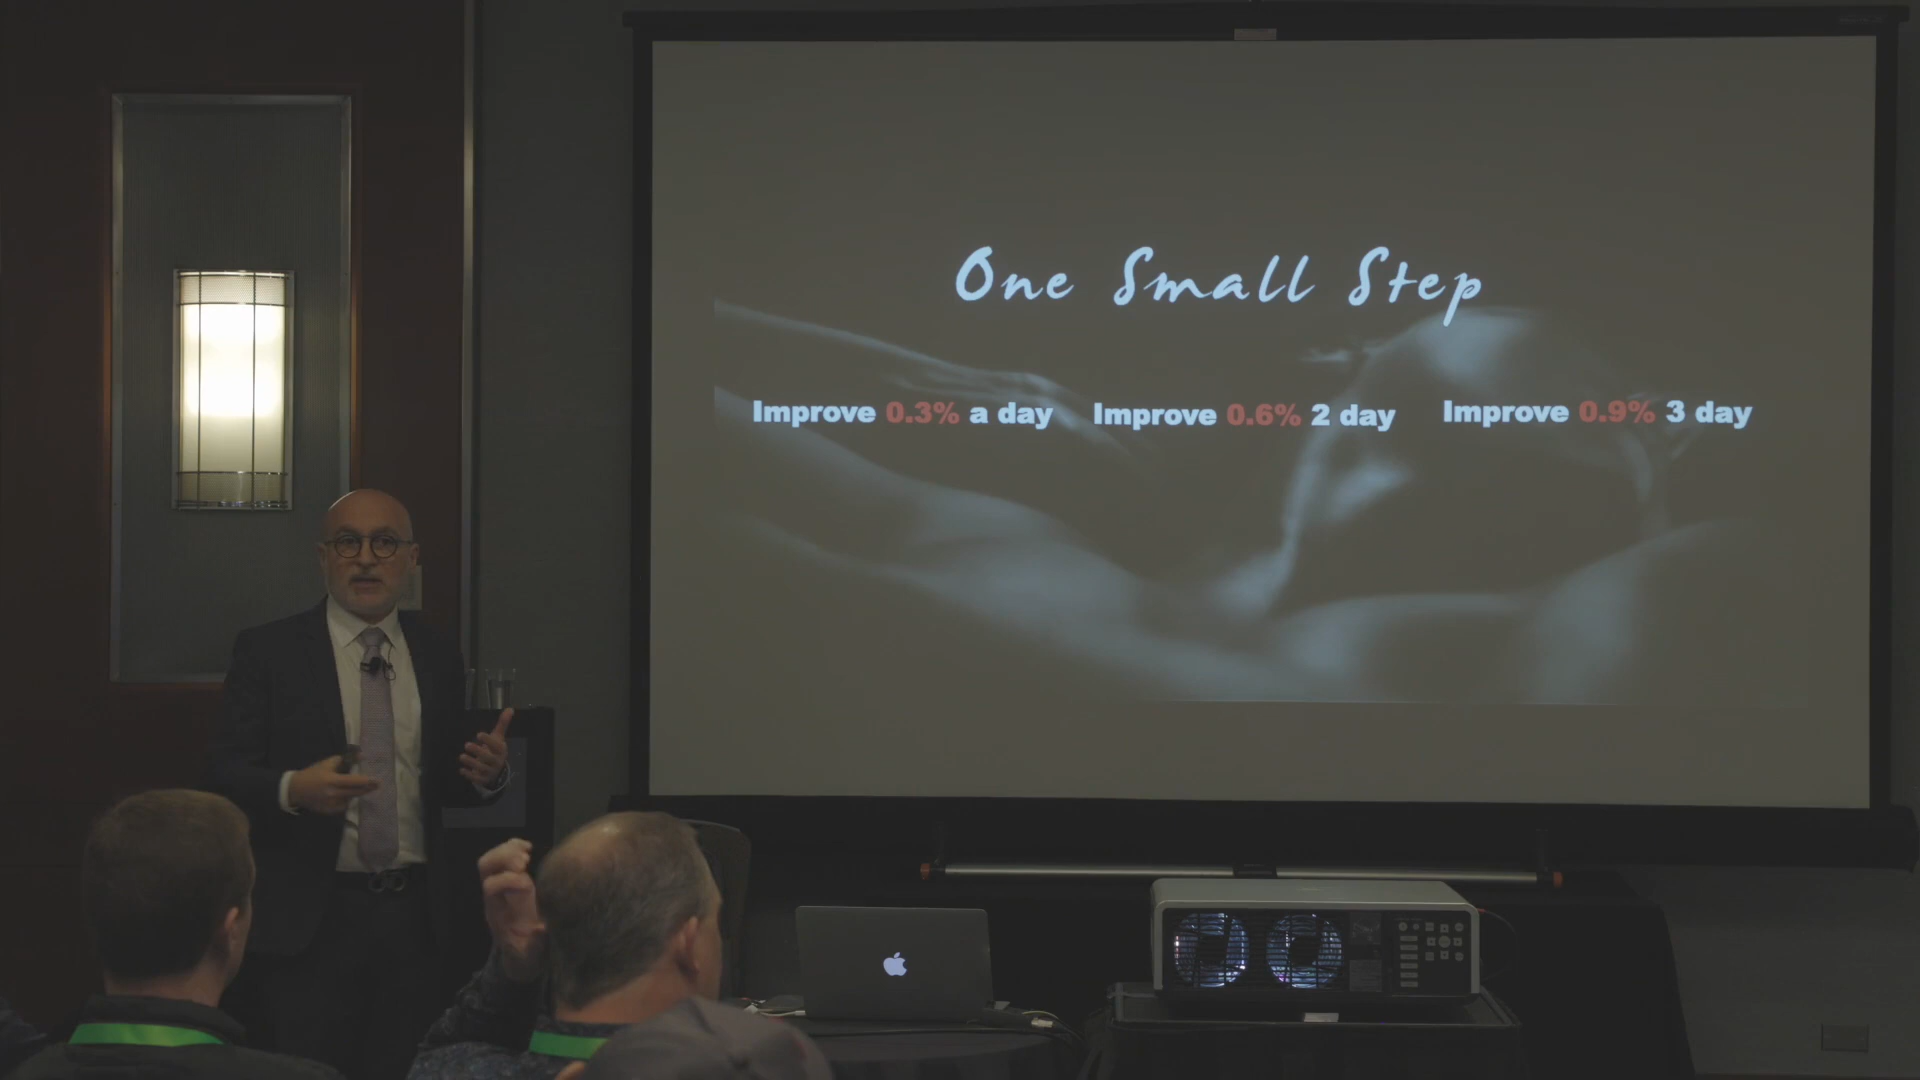 One Small Step
Improve 0.3% a day
Improve 0.6% 2 day
Improve 0.9% 3 day